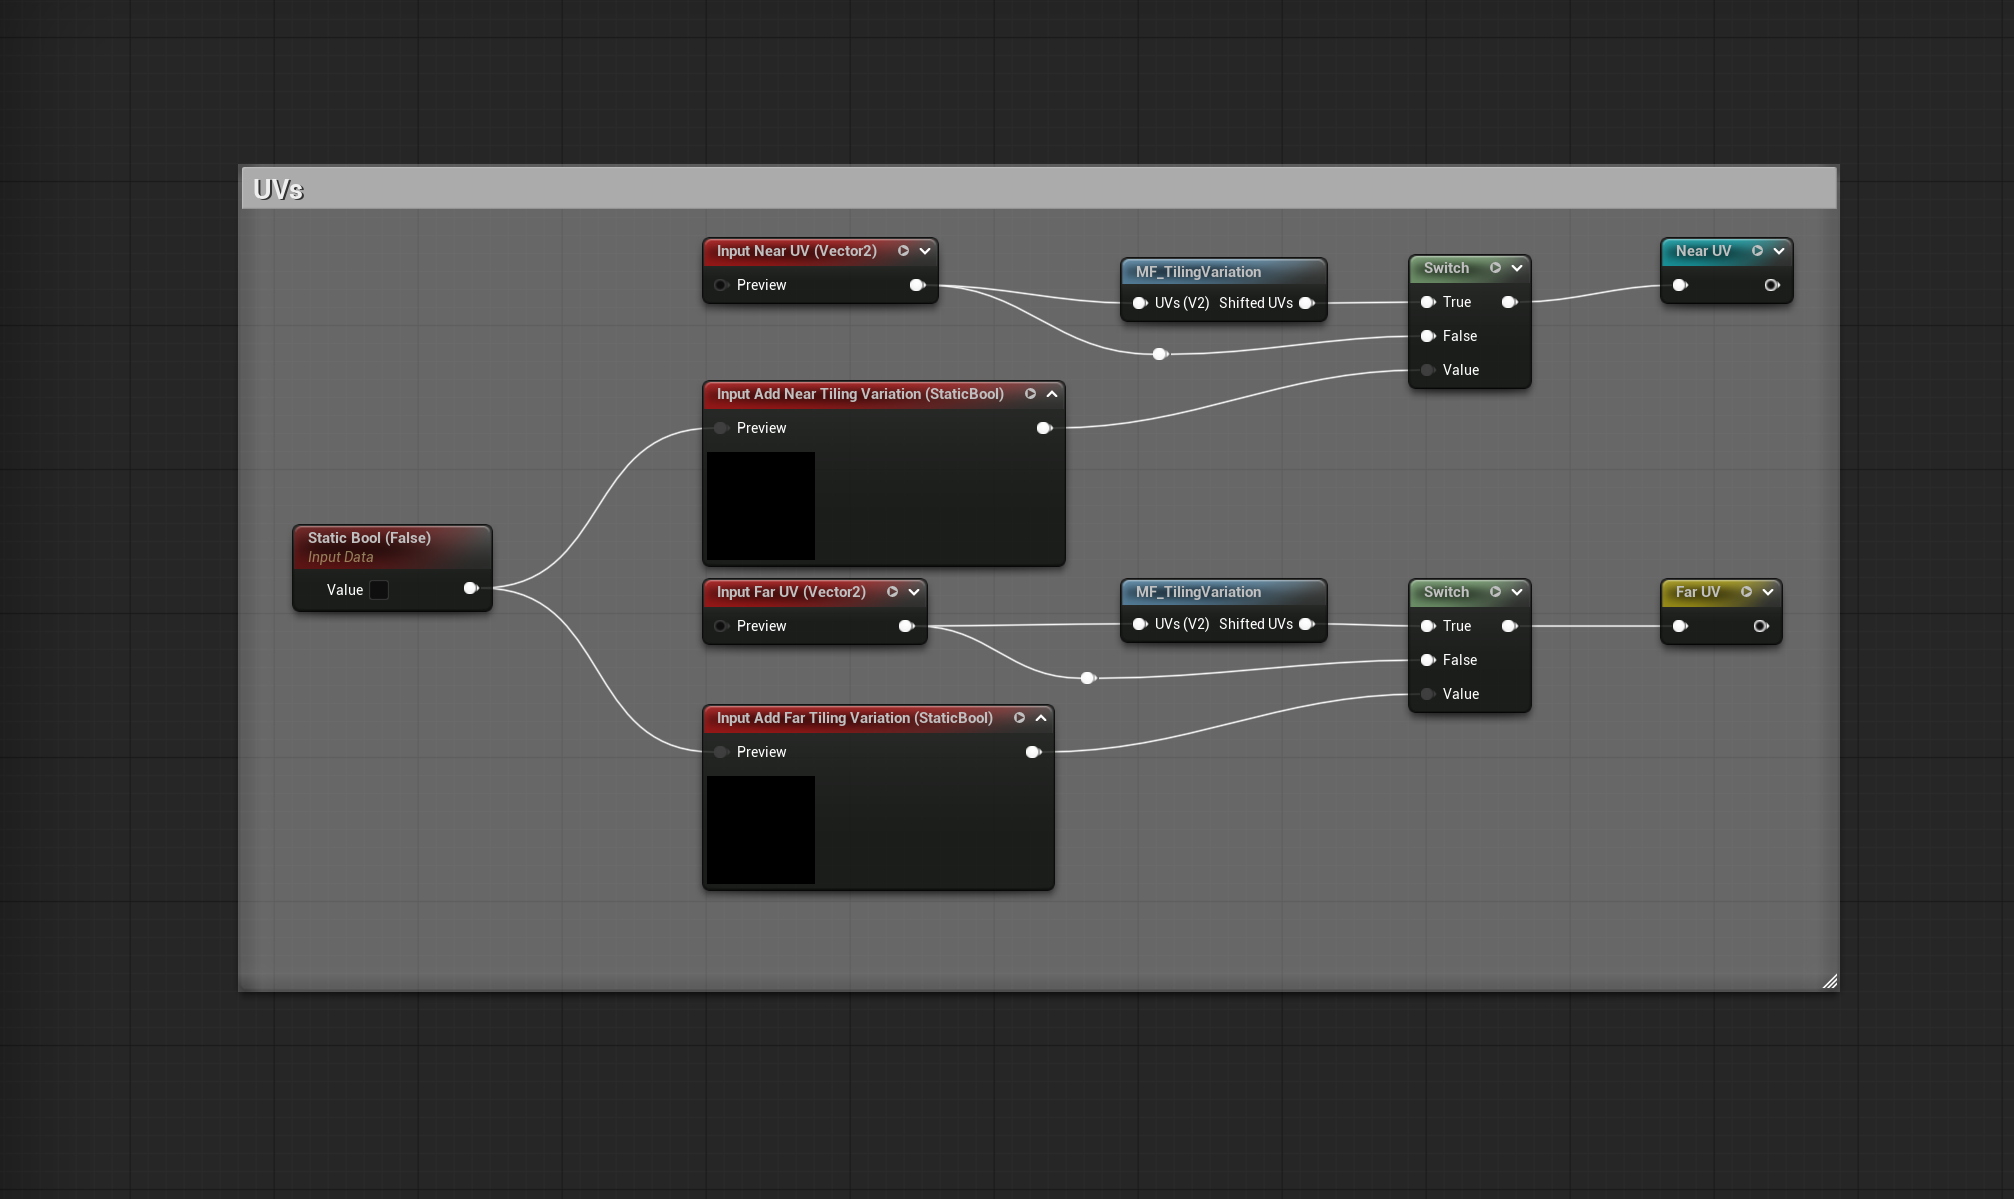 UVs
Input Near UV (Vector2)
Preview
MF_TilingVariation
UVs (V2) Shifted UVs
Switch
True
False
Value
Near UV
Input Add Near Tiling Variation (StaticBool)
Preview
Static Bool (False)
Input Data
Value
Input Far UV (Vector2)
Preview
MF_TilingVariation
UVs (V2) Shifted UVs
Switch
True
False
Value
Far UV
Input Add Far Tiling Variation (StaticBool)
Preview